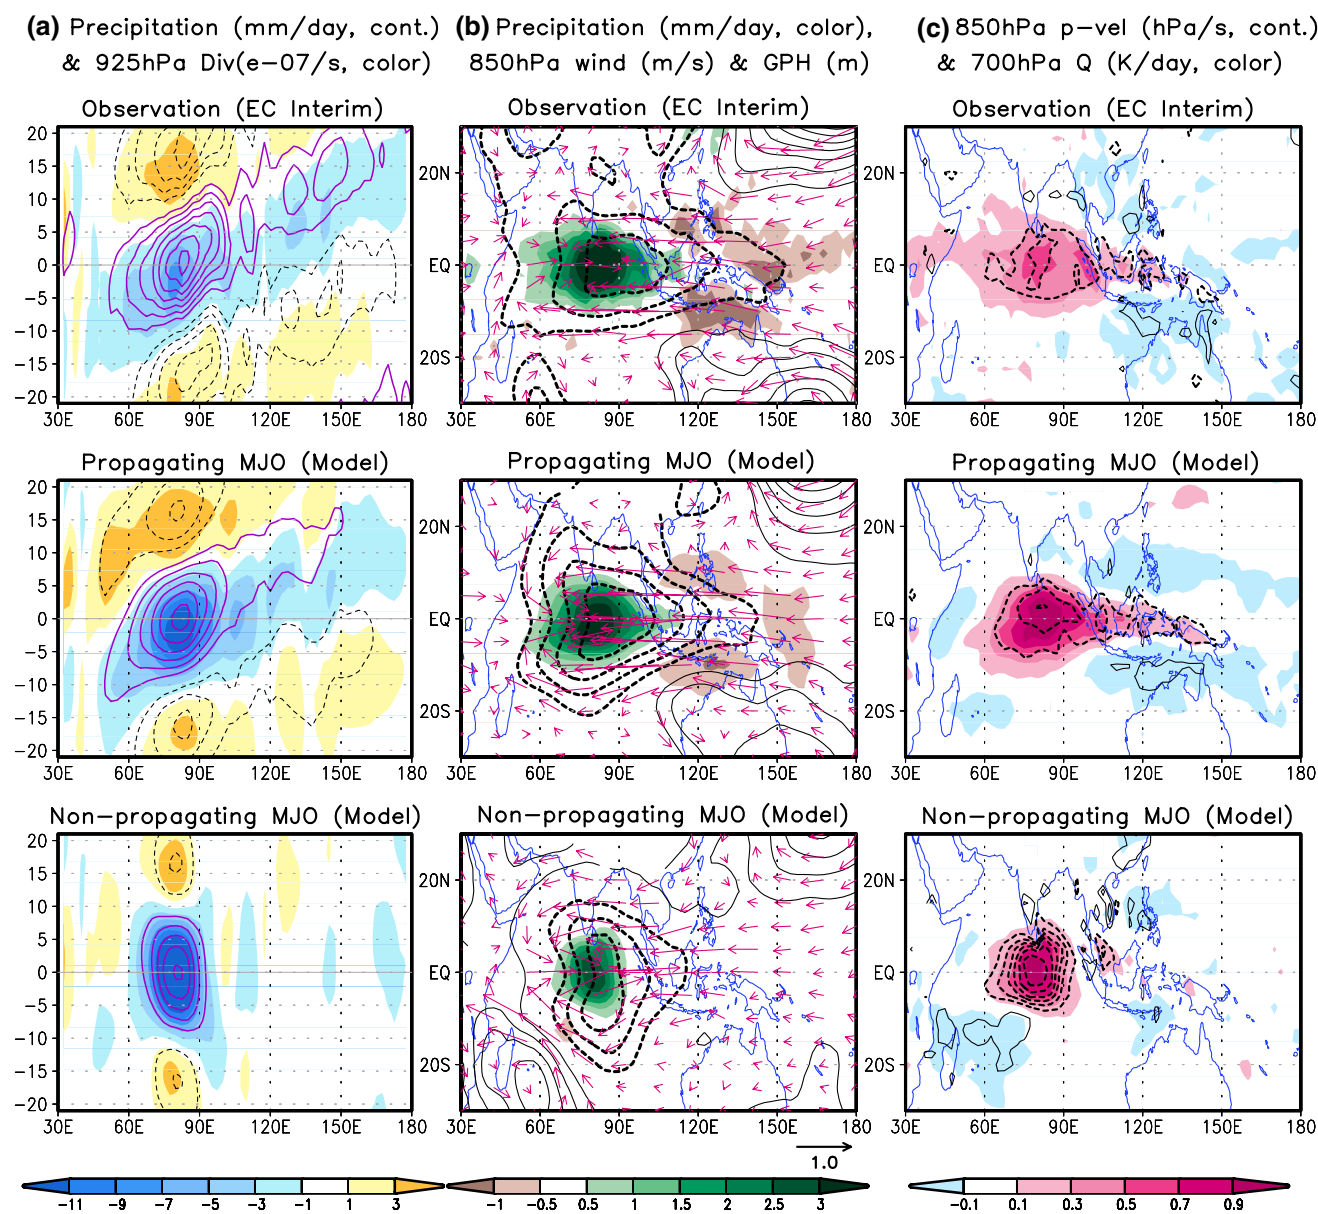 (a) Precipitation (mm/day, cont.)
& 925hPa Div(e-07/s, color)
(b) Precipitation (mm/day, color),
850hPa wind (m/s) & GPH (m)
(c) 850hPa p-vel (hPa/s, cont.)
& 700hPa Q (K/day, color)
Observation (EC Interim)
20
15
10
5
0
-5
-10
-15
-20
30E 60E 90E 120E 150E 180
Observation (EC Interim)
20N
EQ
20S
30E 60E 90E 120E 150E 180
Observation (EC Interim)
20N
EQ
20S
30E 60E 90E 120E 150E 180
Propagating MJO (Model)
20
15
10
5
0
-5
-10
-15
-20
30E 60E 90E 120E 150E 180
Propagating MJO (Model)
20N
EQ
20S
30E 60E 90E 120E 150E 180
Propagating MJO (Model)
20N
EQ
20S
30E 60E 90E 120E 150E 180
Non-propagating MJO (Model)
20
15
10
5
0
-5
-10
-15
-20
30E 60E 90E 120E 150E 180
Non-propagating MJO (Model)
20N
EQ
20S
30E 60E 90E 120E 150E 180
Non-propagating MJO (Model)
20N
EQ
20S
30E 60E 90E 120E 150E 180
1.0
-11 -9 -7 -5 -3 -1 1 3
-1 -0.5 0.5 1 1.5 2 2.5 3
-0.1 0.1 0.3 0.5 0.7 0.9